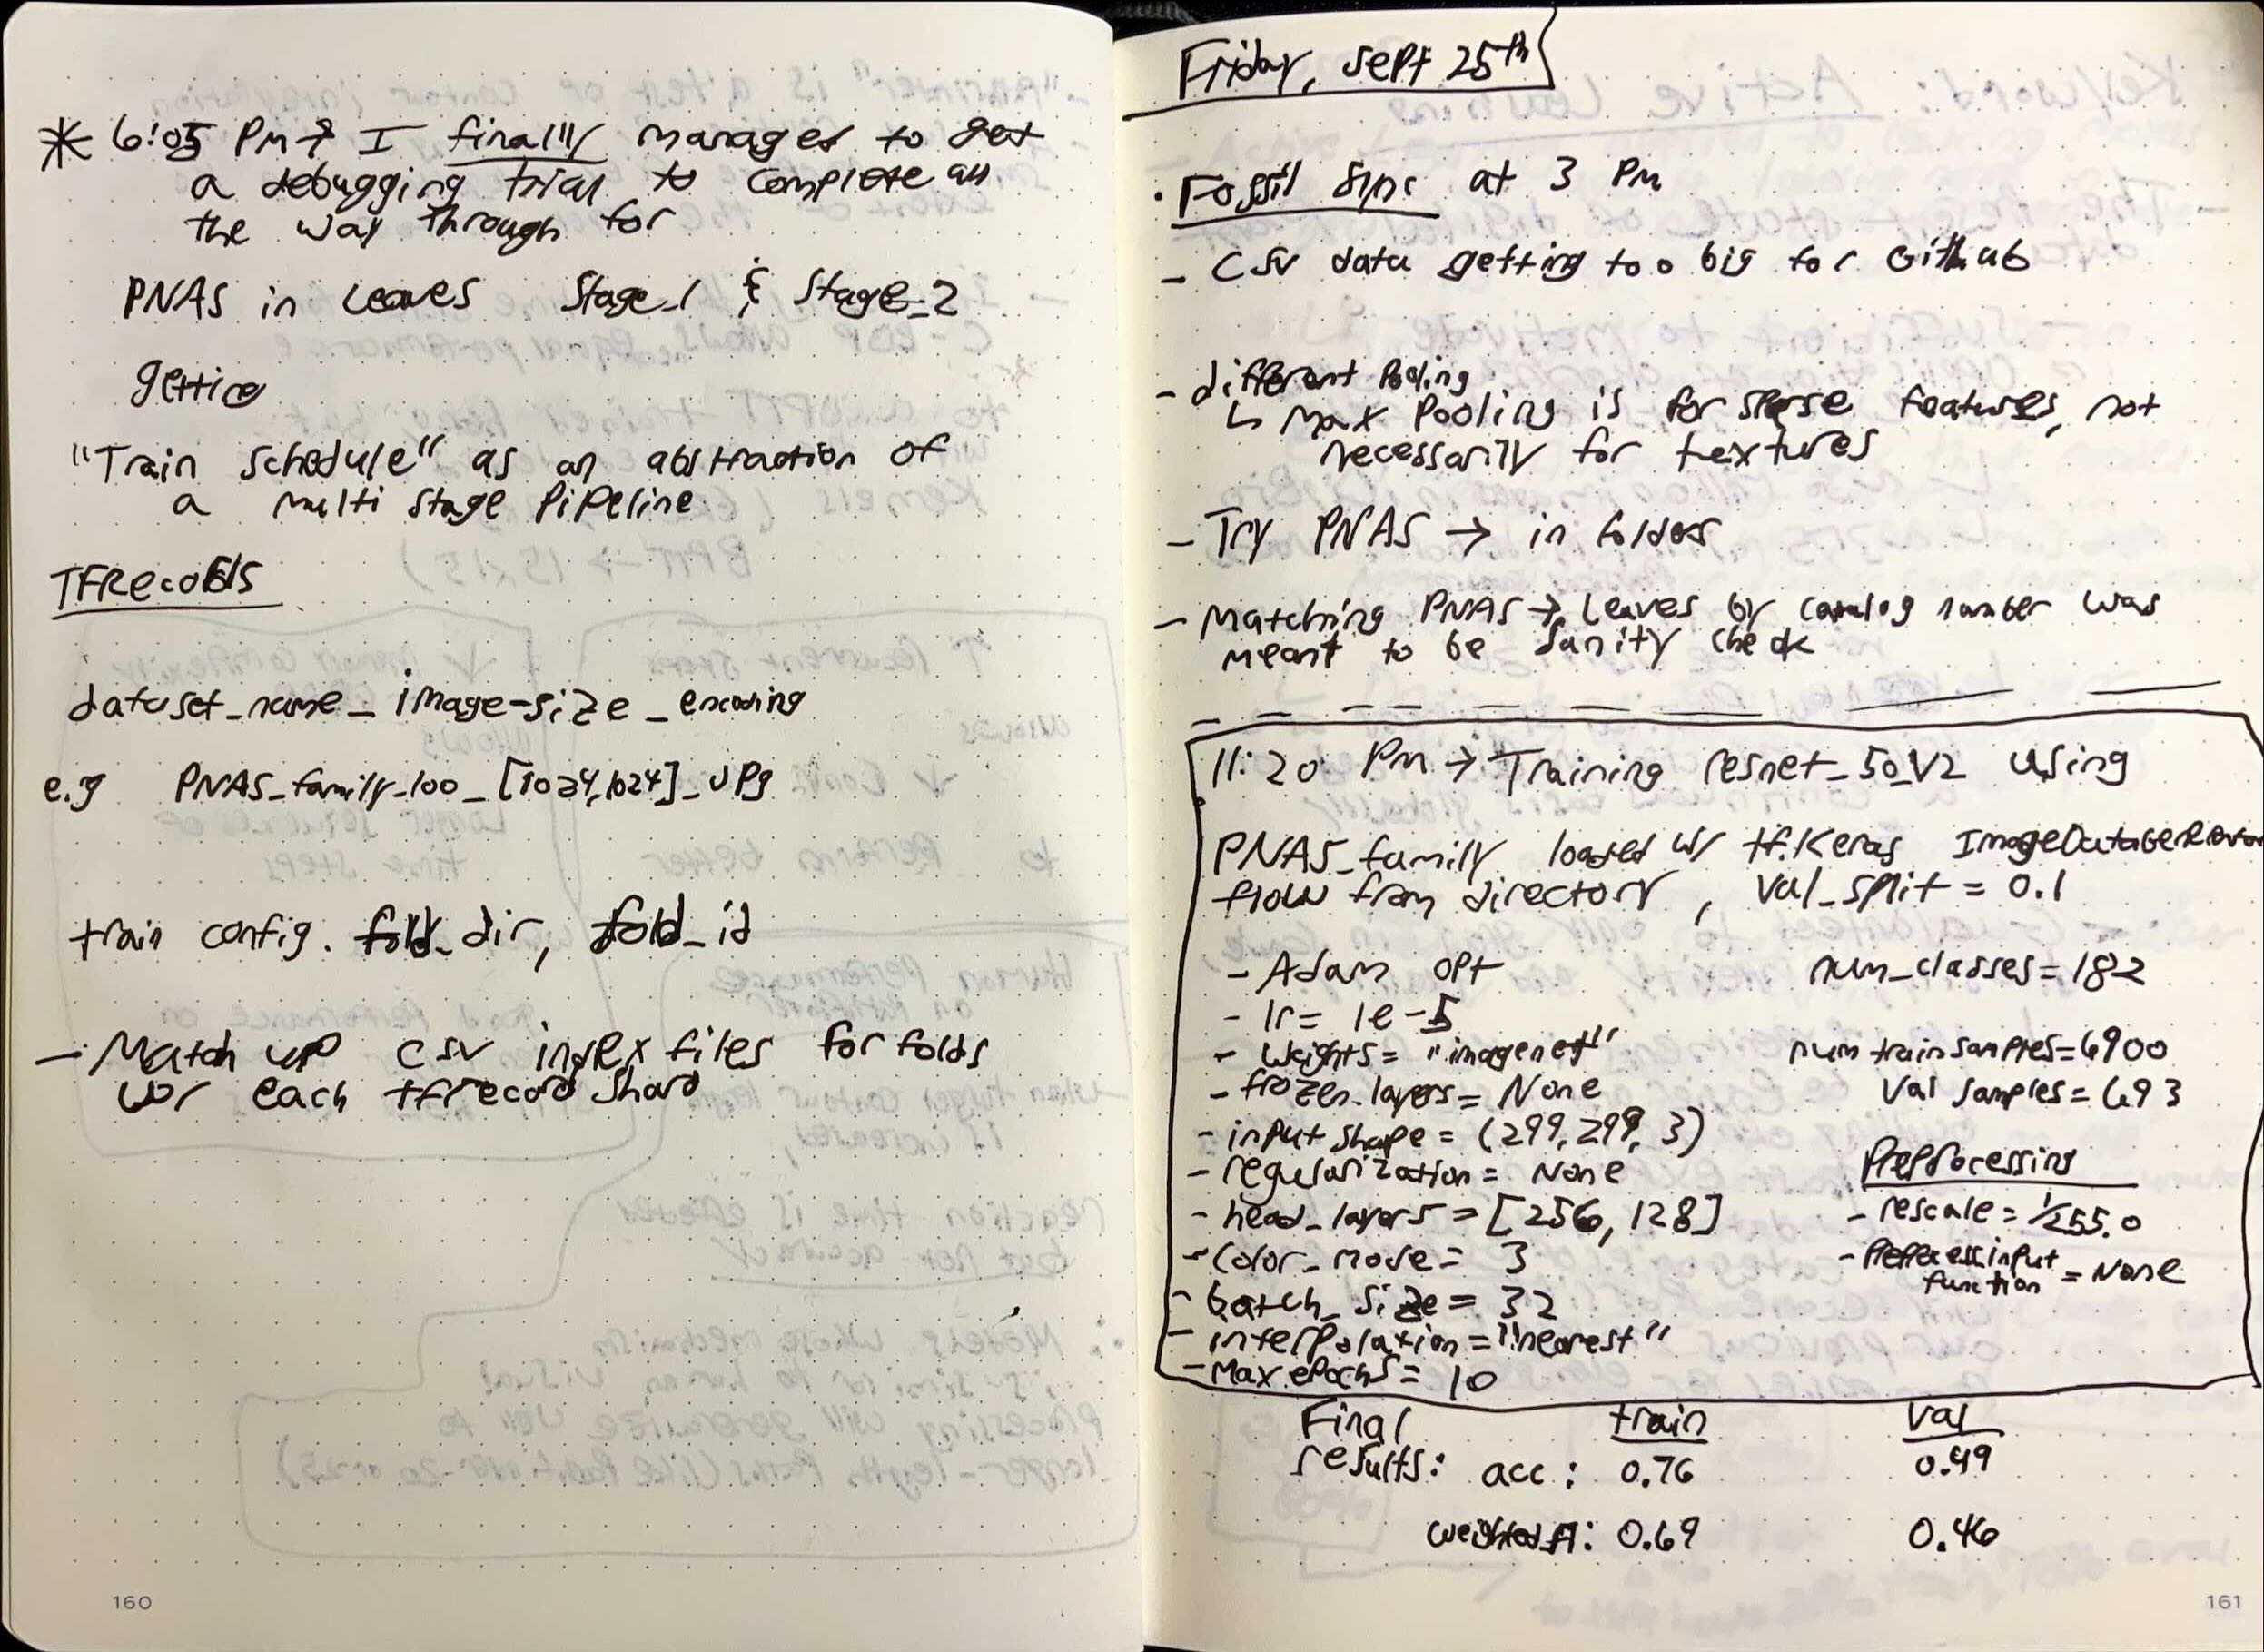 * 6:05 PM → I finally managed to get
a debugging trial to complete all
the way through for
PNAS in Leaves Stage_1 & Stage_2
getting
"Train schedule" as an abstraction of
a multi stage pipeline
TFRecords
dataset_name_image-size_encoding
e.g PNAS_family_100_[1024,1024]_jpg
train config. fold_dir, fold_id
- Match up csv index files for folds
w/ each tfrecord shard
160
Friday, Sept 25th
· Fossil Sync at 3 PM
- CSV data getting too big for Github
- different Pooling
↳ Max Pooling is for sparse features, not
necessarily for textures
- Try PNAS → in folders
- Matching PNAS → Leaves by catalog number was
meant to be sanity check
11:20 PM → Training resnet_50_V2 using
PNAS_family loaded w/ tf.Keras ImageDataGenerator
flow from directory, val_split = 0.1
- Adam opt num_classes = 182
- lr = 1e-5
- Weights = "imagenet" num train samples = 6900
- frozen_layers = None Val samples = 693
- input shape = (299, 299, 3)
- regularization = None Preprocessing
- head_layers = [256, 128] - rescale = 1/255.0
- Color_mode = 3 - Preprocess input
function = None
- batch_size = 32
- interpolation = "nearest"
- Max epochs = 10
Final train val
results: acc: 0.76 0.49
weighted_f1: 0.69 0.46
161